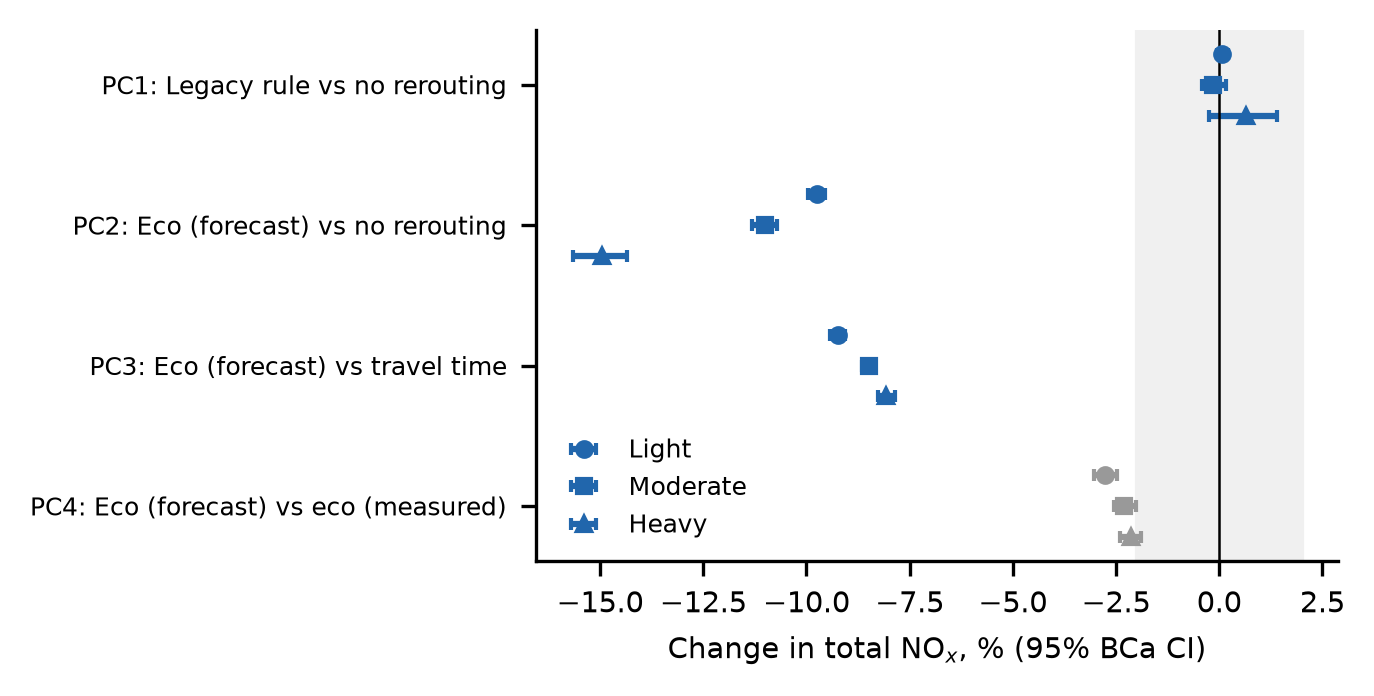 PC1: Legacy rule vs no rerouting
PC2: Eco (forecast) vs no rerouting
PC3: Eco (forecast) vs travel time
PC4: Eco (forecast) vs eco (measured)
Light
Moderate
Heavy
−15.0 −12.5 −10.0 −7.5 −5.0 −2.5 0.0 2.5
Change in total NOx, % (95% BCa CI)